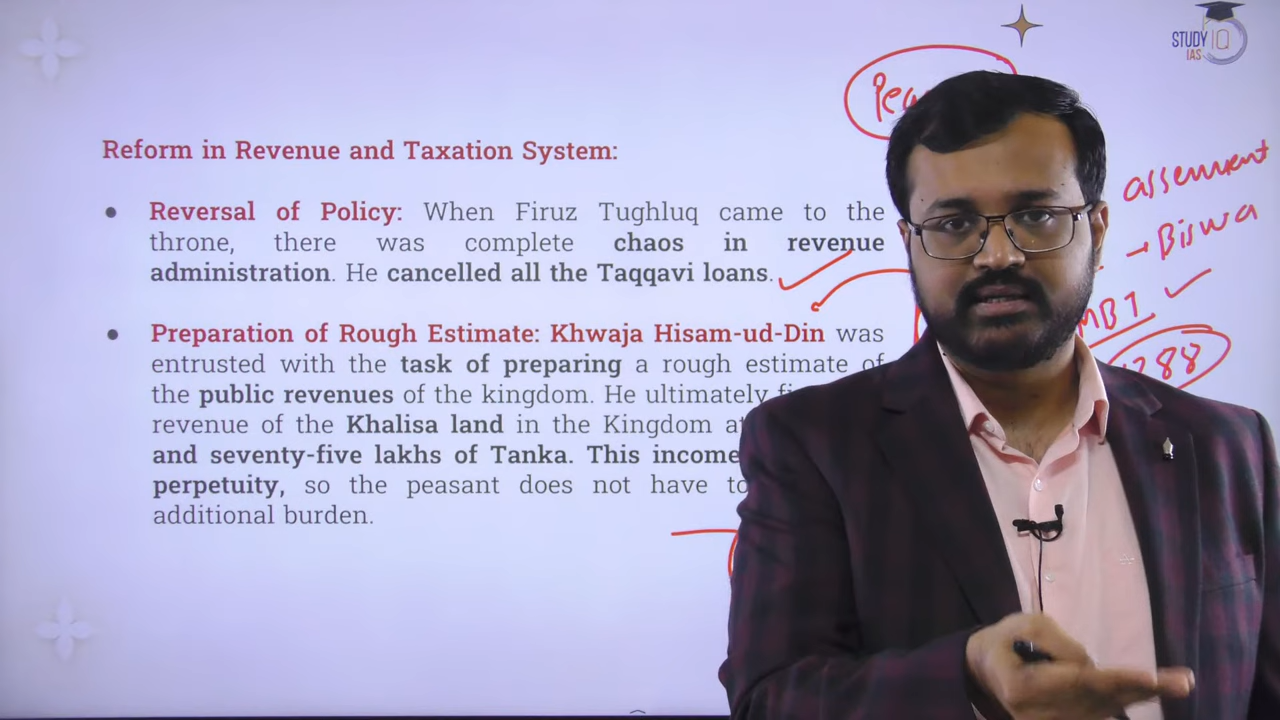 STUDY IQ
IAS
Reform in Revenue and Taxation System:
assesment
Biswa
MBT
1388
● Reversal of Policy: When Firuz Tughluq came to the
throne, there was complete chaos in revenue
administration. He cancelled all the Taqqavi loans.
● Preparation of Rough Estimate: Khwaja Hisam-ud-Din was
entrusted with the task of preparing a rough estimate of
the public revenues of the kingdom. He ultimately
revenue of the Khalisa land in the Kingdom
and seventy-five lakhs of Tanka. This income
perpetuity, so the peasant does not have to
additional burden.